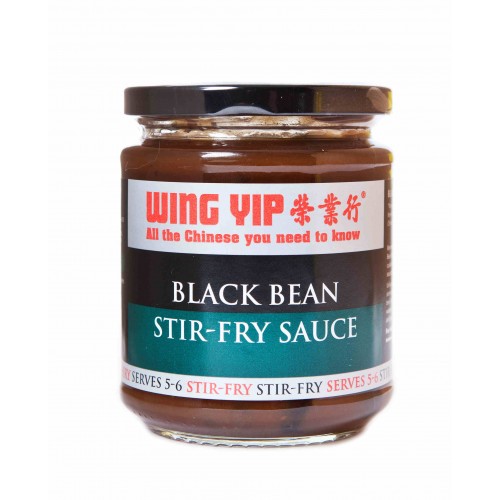 WING YIP 榮業行®
All the Chinese you need to know
BLACK BEAN
STIR-FRY SAUCE
SERVES 5-6 STIR-FRY STIR-FRY SERVES 5-6